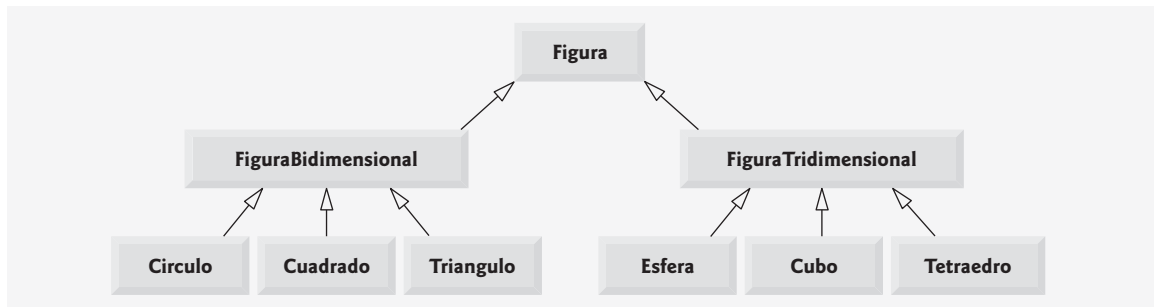 Figura
FiguraBidimensional
FiguraTridimensional
Circulo
Cuadrado
Triangulo
Esfera
Cubo
Tetraedro